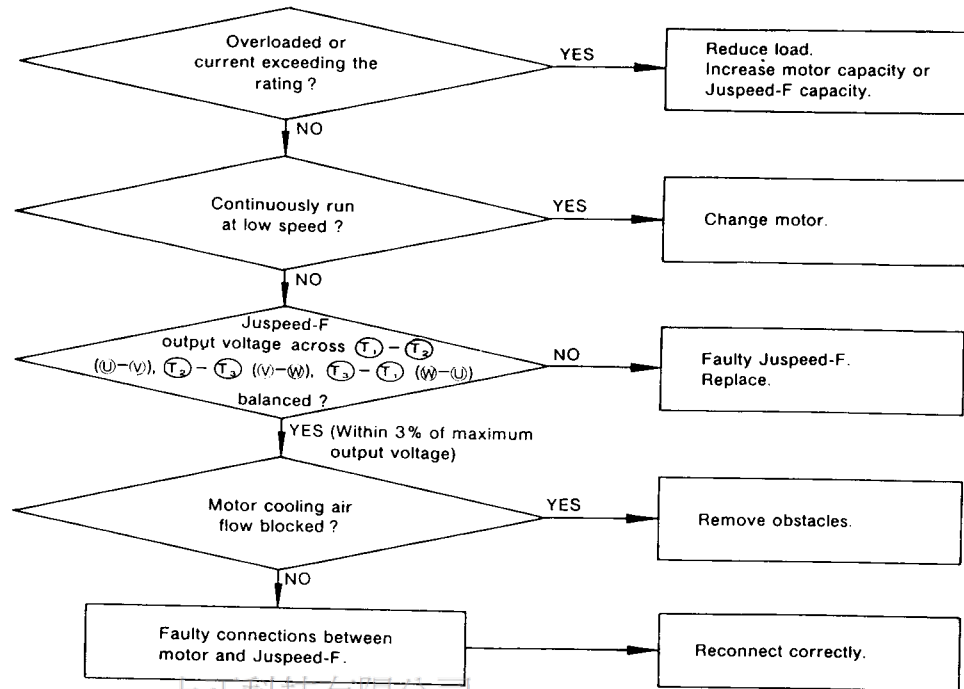 Overloaded or
current exceeding the
rating ?
YES
Reduce load.
Increase motor capacity or
Juspeed-F capacity.
NO
Continuously run
at low speed ?
YES
Change motor.
NO
Juspeed-F
output voltage across Ⓣ₁ – Ⓣ₂
(Ⓤ–Ⓥ), Ⓣ₂ – Ⓣ₃ (Ⓥ–Ⓦ), Ⓣ₃ – Ⓣ₁ (Ⓦ–Ⓤ)
balanced ?
NO
Faulty Juspeed-F.
Replace.
YES (Within 3% of maximum
output voltage)
Motor cooling air
flow blocked ?
YES
Remove obstacles.
NO
Faulty connections between
motor and Juspeed-F.
Reconnect correctly.